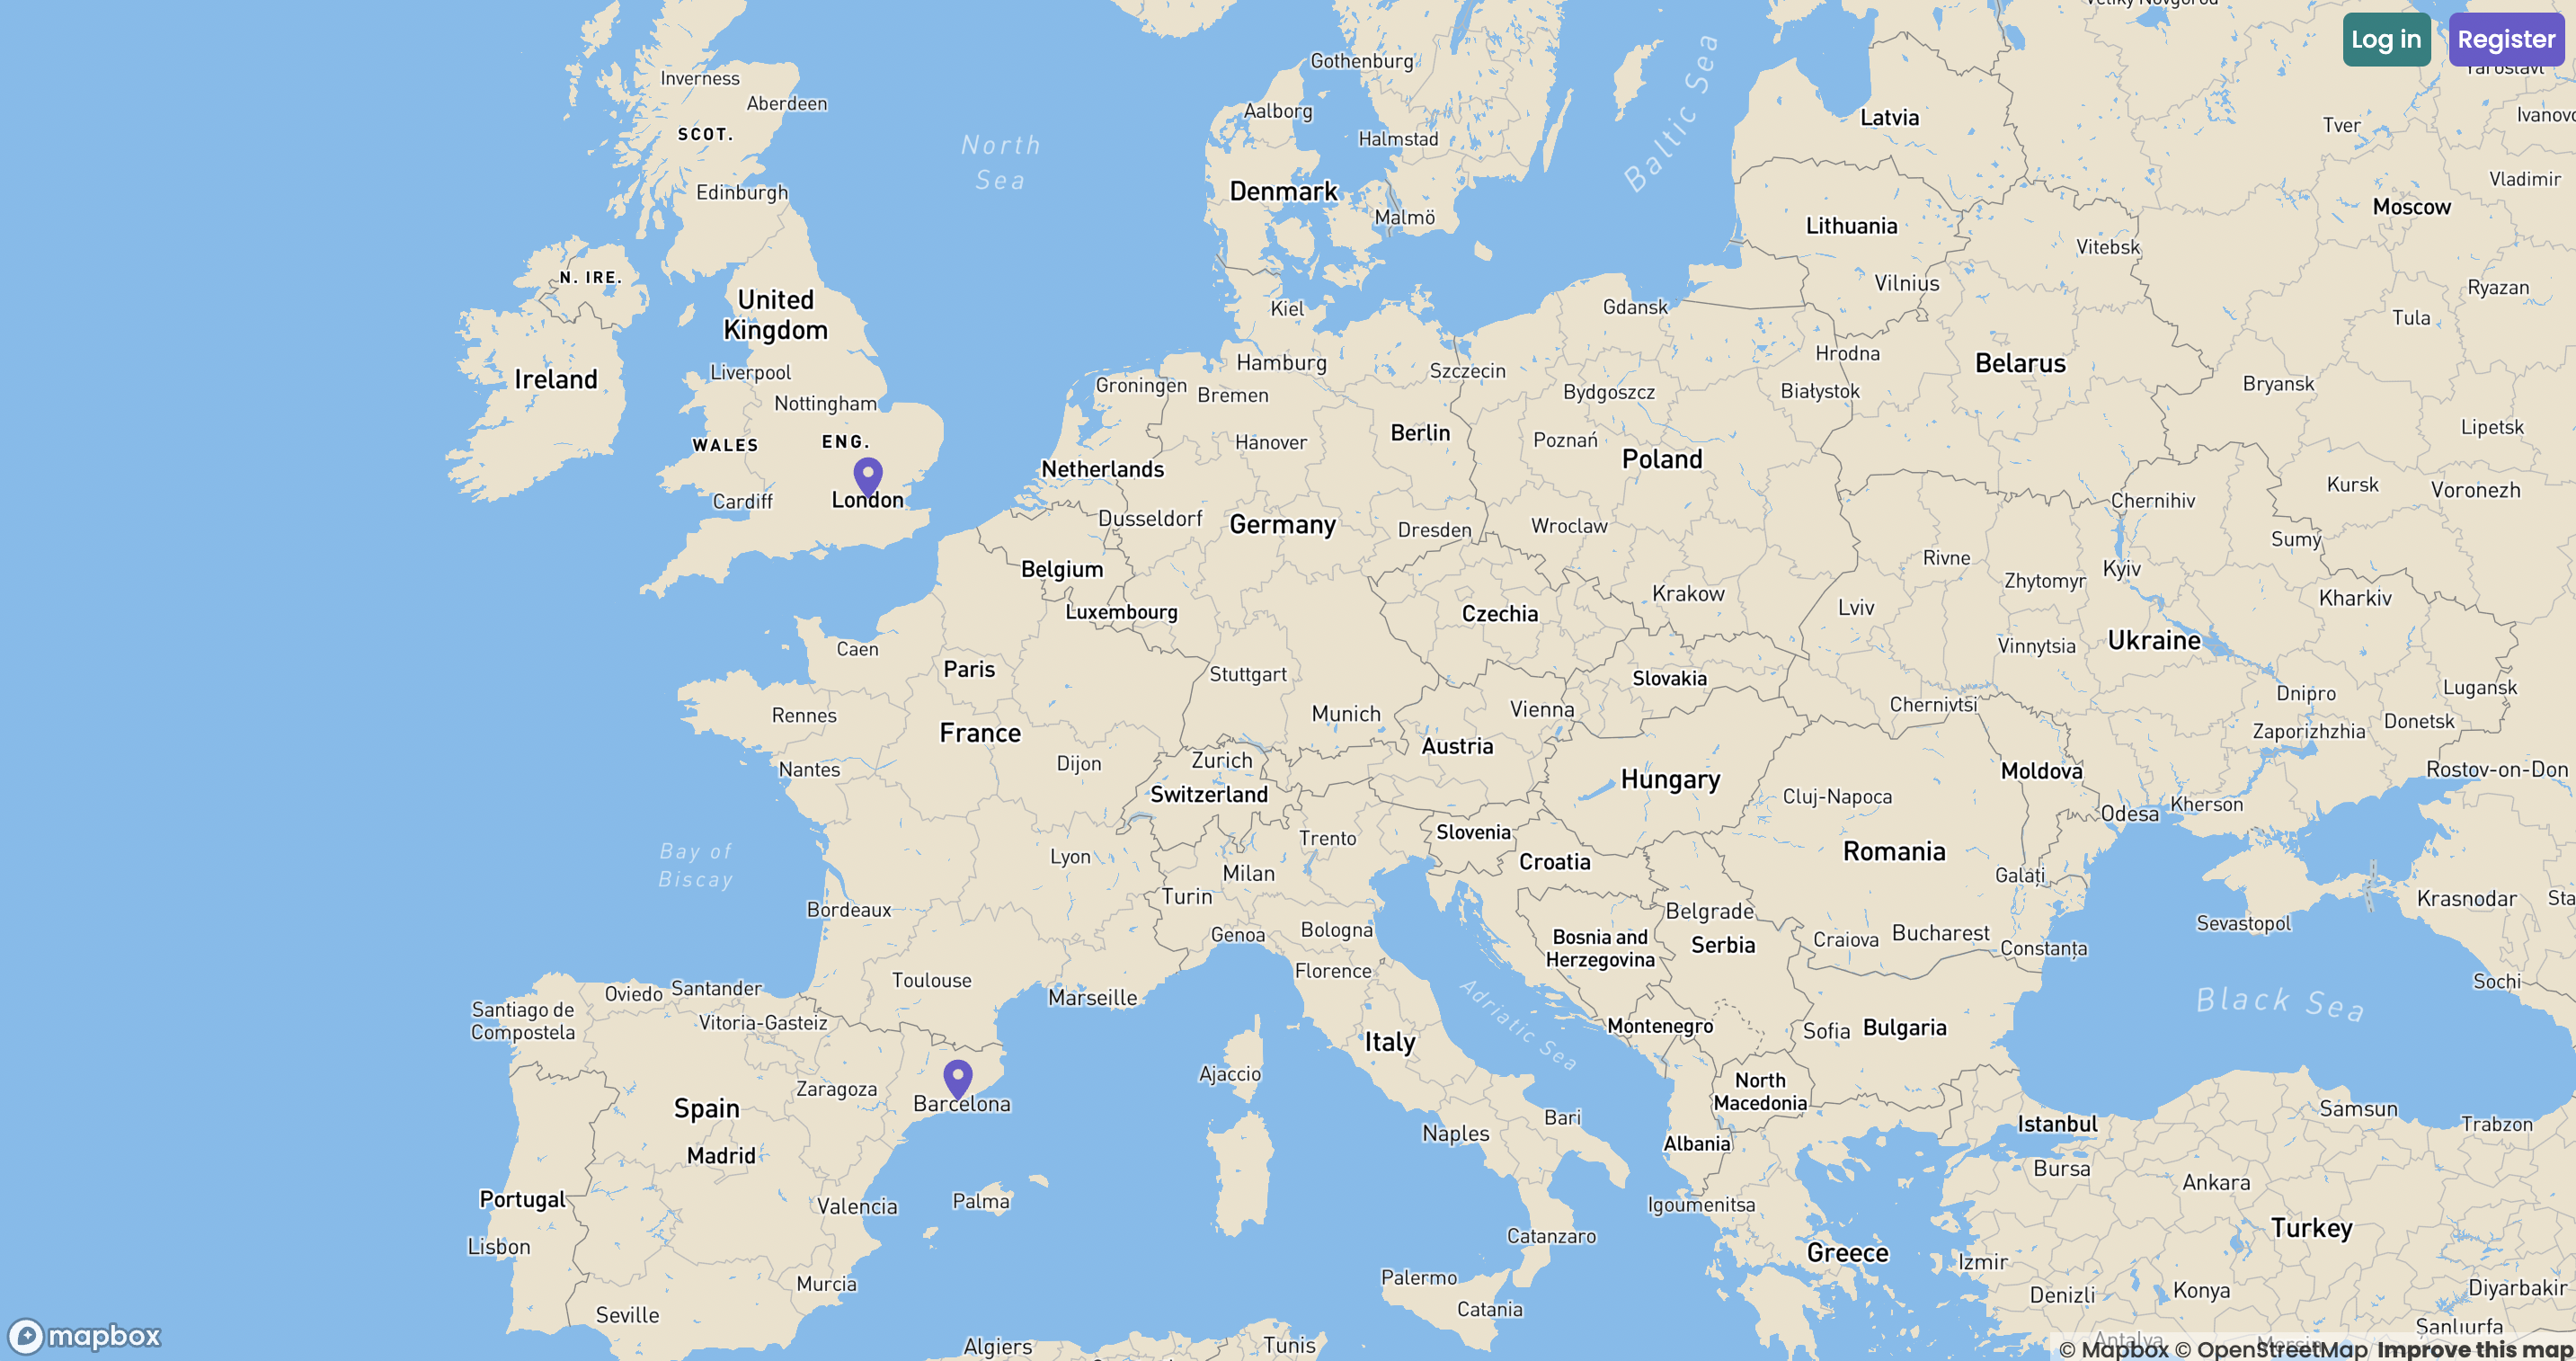 Veliky Novgorod
Log in
Register
Inverness
Gothenburg
Yaroslavl
Aberdeen
Aalborg
Latvia
Ivanovo
SCOT.
North
Sea
Halmstad
Baltic Sea
Tver
Edinburgh
Denmark
Vladimir
Malmö
Lithuania
Moscow
Vitebsk
N. IRE.
Vilnius
Ryazan
United
Kingdom
Kiel
Gdansk
Tula
Hrodna
Liverpool
Hamburg
Szczecin
Belarus
Ireland
Groningen
Bremen
Bydgoszcz
Białystok
Bryansk
Nottingham
Berlin
Lipetsk
WALES
ENG.
Hanover
Poznań
Poland
Netherlands
Kursk
Voronezh
Cardiff
London
Chernihiv
Dusseldorf
Germany
Dresden
Wroclaw
Sumy
Rivne
Belgium
Kyiv
Zhytomyr
Krakow
Kharkiv
Luxembourg
Czechia
Lviv
Caen
Vinnytsia
Ukraine
Paris
Stuttgart
Slovakia
Lugansk
Dnipro
Rennes
Munich
Vienna
Chernivtsi
Donetsk
France
Austria
Zaporizhzhia
Nantes
Dijon
Zurich
Hungary
Moldova
Rostov-on-Don
Switzerland
Cluj-Napoca
Kherson
Odesa
Trento
Slovenia
Bay of
Biscay
Lyon
Croatia
Romania
Milan
Galați
Turin
Krasnodar
Sta
Bordeaux
Belgrade
Sevastopol
Genoa
Bologna
Bosnia and
Herzegovina
Serbia
Craiova
Bucharest
Constanța
Florence
Toulouse
Sochi
Oviedo
Santander
Marseille
Adriatic Sea
Black Sea
Santiago de
Compostela
Vitoria-Gasteiz
Montenegro
Sofia
Bulgaria
Italy
Ajaccio
Zaragoza
North
Macedonia
Spain
Barcelona
Bari
Samsun
Naples
Istanbul
Trabzon
Albania
Madrid
Bursa
Ankara
Portugal
Palma
Valencia
Igoumenitsa
Lisbon
Catanzaro
Greece
Turkey
Izmir
Murcia
Palermo
Denizli
Konya
Diyarbakir
Seville
Catania
mapbox
Algiers
Tunis
Antalya
Mersin
Şanlıurfa
© Mapbox © OpenStreetMap Improve this map